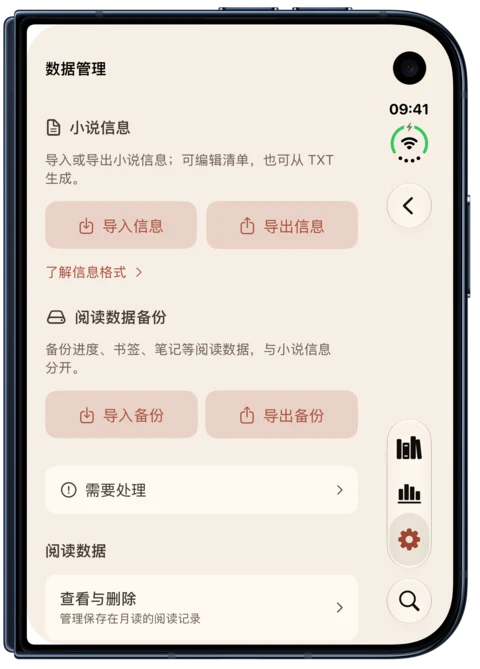 数据管理
09:41
小说信息
导入或导出小说信息；可编辑清单，也可从 TXT
生成。
导入信息
导出信息
了解信息格式
阅读数据备份
备份进度、书签、笔记等阅读数据，与小说信息
分开。
导入备份
导出备份
需要处理
阅读数据
查看与删除
管理保存在月读的阅读记录